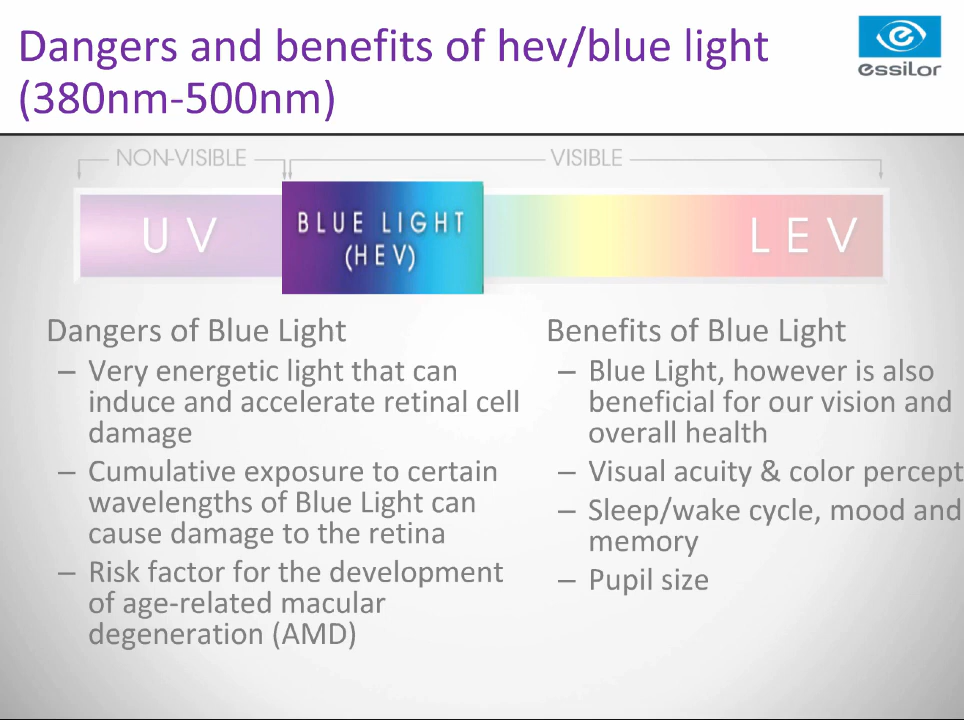 Dangers and benefits of hev/blue light
(380nm-500nm)
essilor
NON-VISIBLE
VISIBLE
UV
BLUE LIGHT
(HEV)
LEV
Dangers of Blue Light
– Very energetic light that can
induce and accelerate retinal cell
damage
– Cumulative exposure to certain
wavelengths of Blue Light can
cause damage to the retina
– Risk factor for the development
of age-related macular
degeneration (AMD)
Benefits of Blue Light
– Blue Light, however is also
beneficial for our vision and
overall health
– Visual acuity & color percept
– Sleep/wake cycle, mood and
memory
– Pupil size